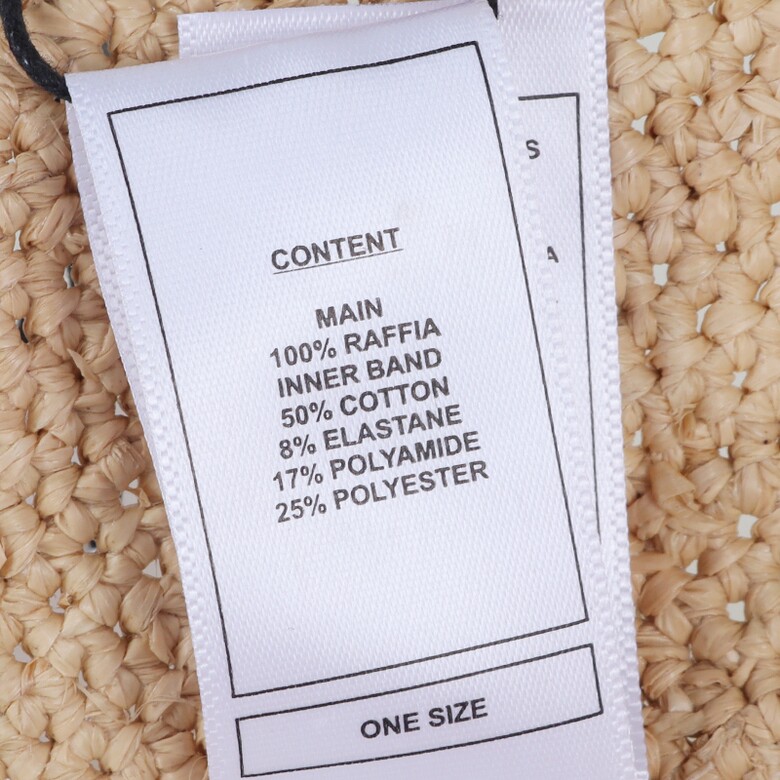 CONTENT
MAIN
100% RAFFIA
INNER BAND
50% COTTON
8% ELASTANE
17% POLYAMIDE
25% POLYESTER
ONE SIZE
S
A